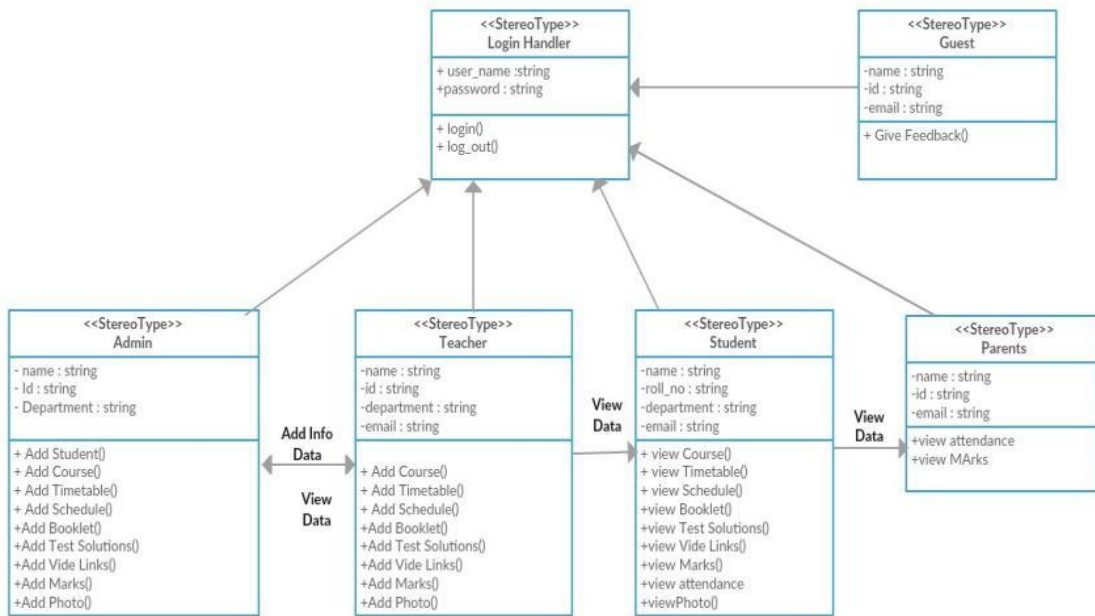 <<StereoType>>
Login Handler
+ user_name :string
+password : string
+ login()
+ log_out()
<<StereoType>>
Guest
-name : string
-id : string
-email : string
+ Give Feedback()
<<StereoType>>
Admin
- name : string
- Id : string
- Department : string
+ Add Student()
+ Add Course()
+ Add Timetable()
+ Add Schedule()
+Add Booklet()
+Add Test Solutions()
+Add Vide Links()
+Add Marks()
+Add Photo()
Add Info
Data
View
Data
<<StereoType>>
Teacher
-name : string
-id : string
-department : string
-email : string
+ Add Course()
+ Add Timetable()
+ Add Schedule()
+Add Booklet()
+Add Test Solutions()
+Add Vide Links()
+Add Marks()
+Add Photo()
View
Data
<<StereoType>>
Student
-name : string
-roll_no : string
-department : string
-email : string
+ view Course()
+ view Timetable()
+ view Schedule()
+view Booklet()
+view Test Solutions()
+view Vide Links()
+view Marks()
+view attendance
+viewPhoto()
View
Data
<<StereoType>>
Parents
-name : string
-id : string
-email : string
+view attendance
+view MArks